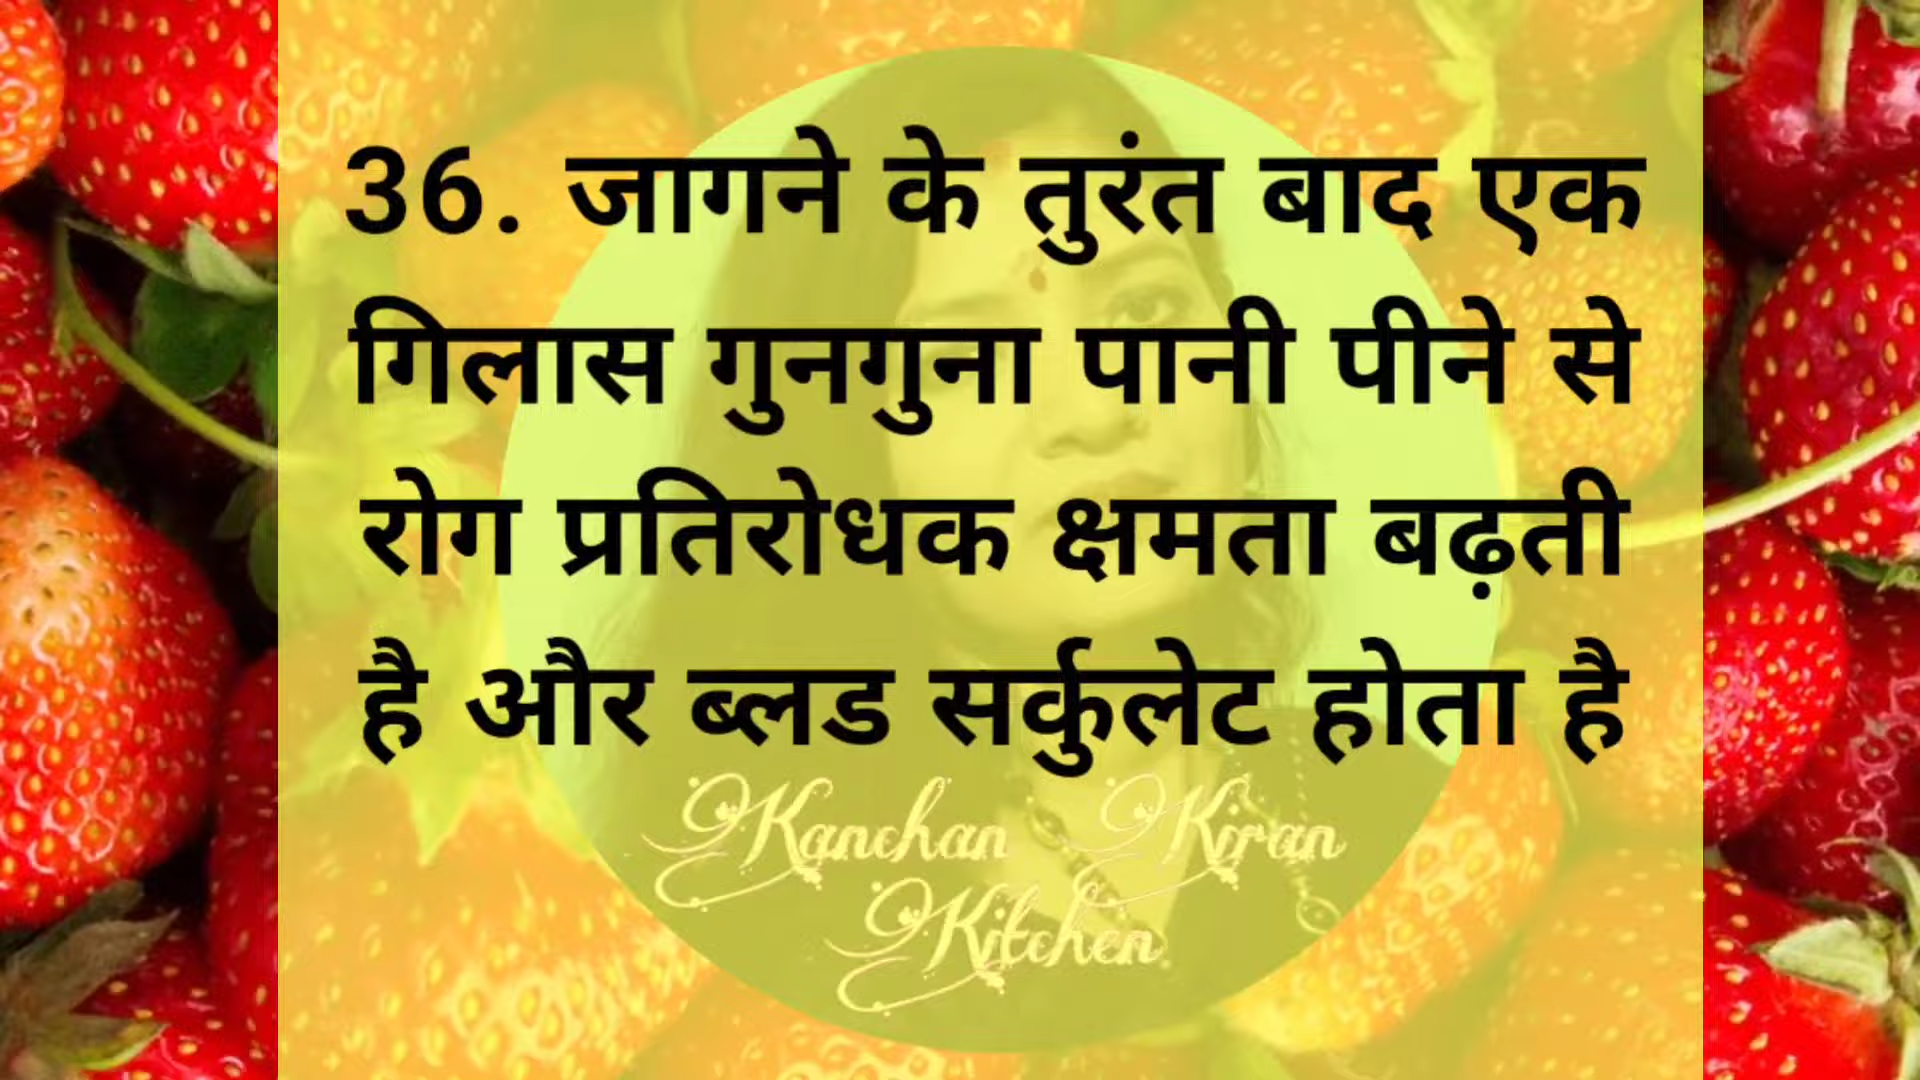 36. जागने के तुरंत बाद एक
गिलास गुनगुना पानी पीने से
रोग प्रतिरोधक क्षमता बढ़ती
है और ब्लड सर्कुलेट होता है
Kanchan Kiran
Kitchen